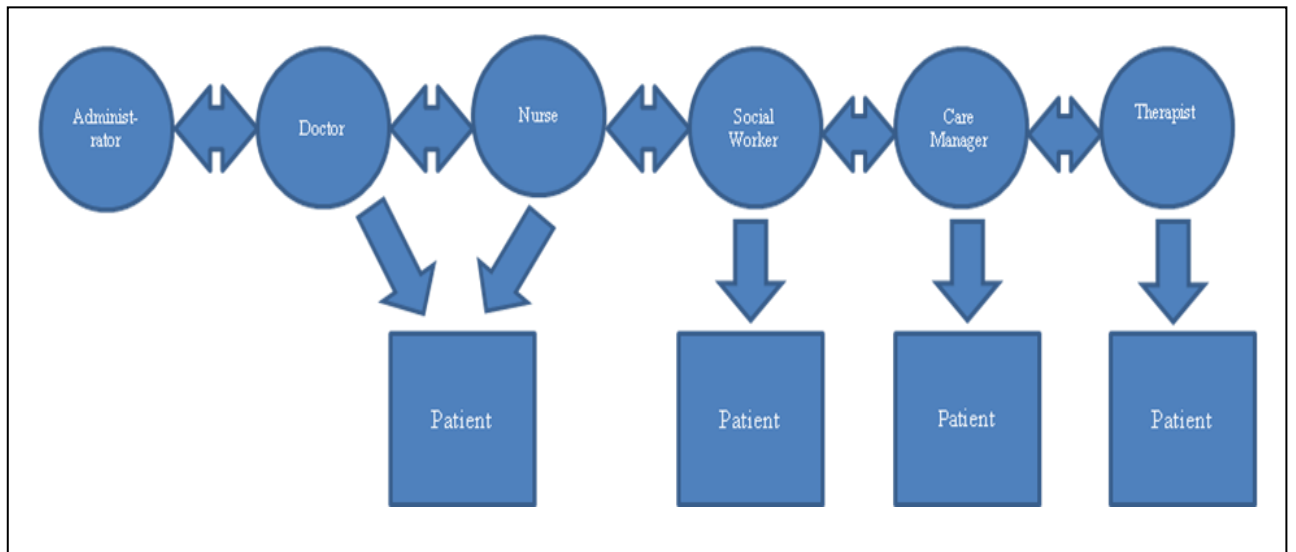 Administ-
rator
Doctor
Nurse
Social
Worker
Care
Manager
Therapist
Patient
Patient
Patient
Patient